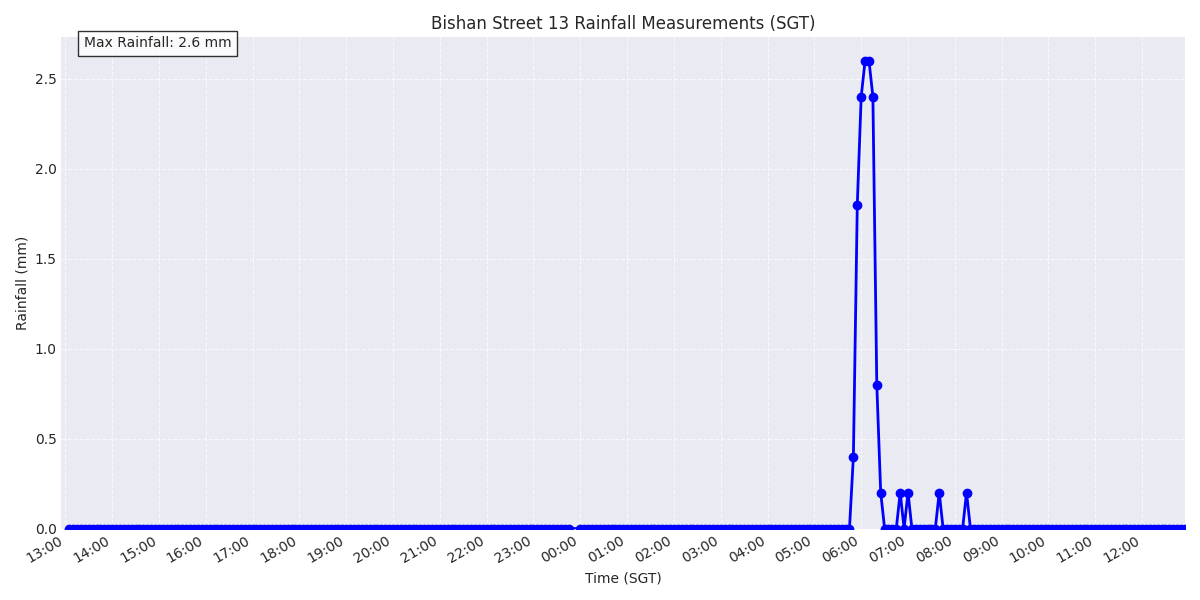 Bishan Street 13 Rainfall Measurements (SGT)
Max Rainfall: 2.6 mm
2.5
2.0
1.5
1.0
0.5
0.0
Rainfall (mm)
13:00 14:00 15:00 16:00 17:00 18:00 19:00 20:00 21:00 22:00 23:00 00:00 01:00 02:00 03:00 04:00 05:00 06:00 07:00 08:00 09:00 10:00 11:00 12:00
Time (SGT)